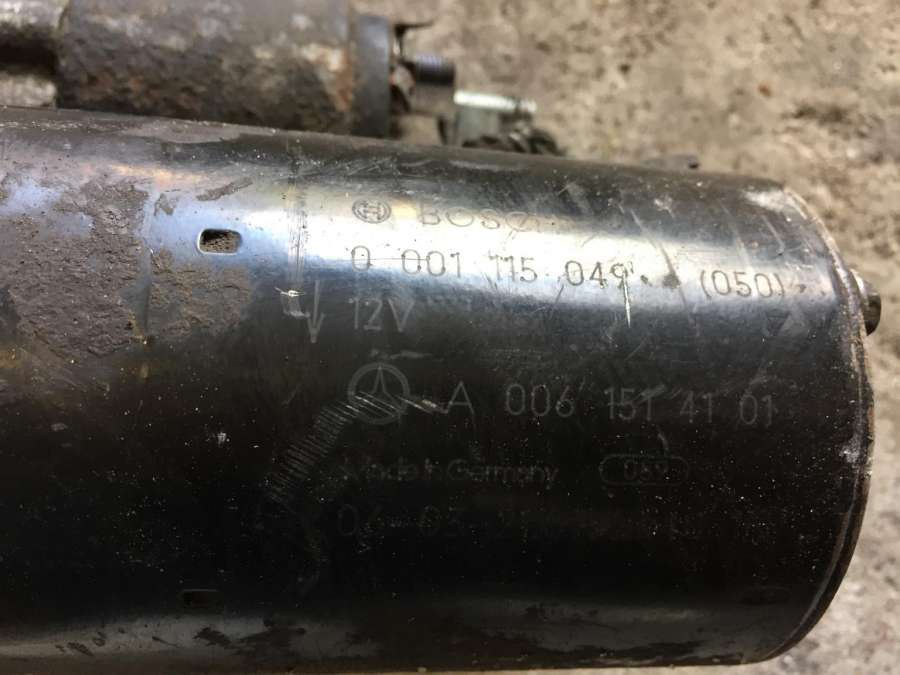 BOSCH
0 001 115 049 (050)
12V
A 006 151 41 01
Made in Germany